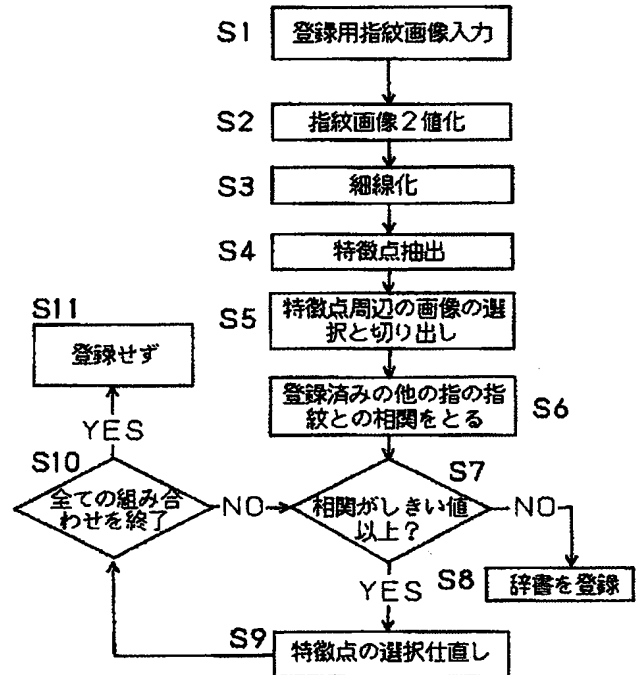 S1
登録用指紋画像入力
S2
指紋画像2値化
S3
細線化
S4
特徴点抽出
S5
特徴点周辺の画像の選
択と切り出し
S6
登録済みの他の指の指
紋との相関をとる
S7
相関がしきい値
以上?
NO
S8
辞書を登録
YES
S9
特徴点の選択仕直し
S10
全ての組み合
わせを終了
NO
YES
S11
登録せず